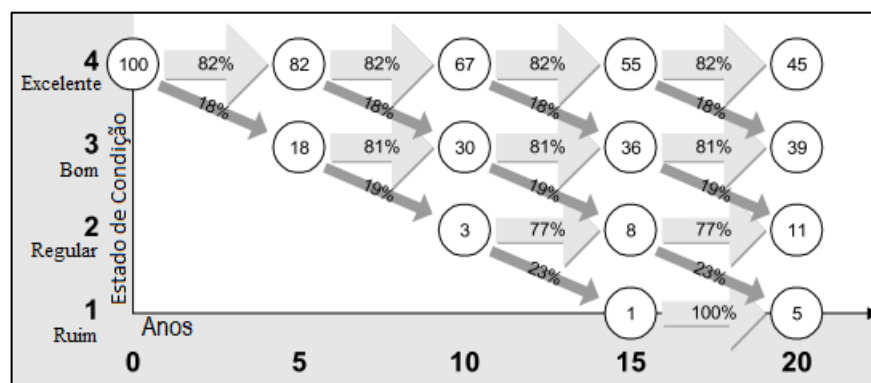 4 100 82% 82 82% 67 82% 55 82% 45
Excelente
18% 18% 18% 18%
3 18 81% 30 81% 36 81% 39
Bom
19% 19% 19%
2 3 77% 8 77% 11
Regular
23% 23%
1 1 100% 5
Ruim
Estado de Condição
Anos
0 5 10 15 20